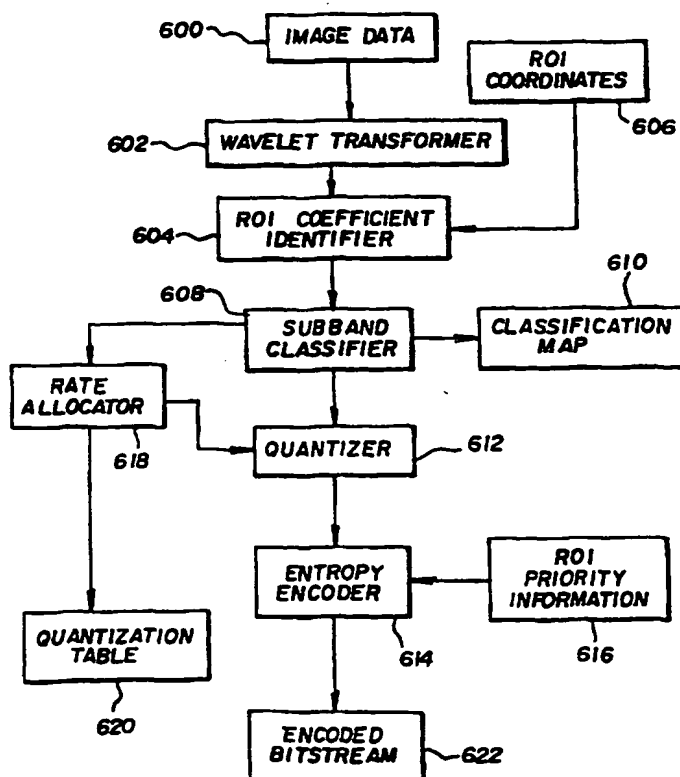 600
IMAGE DATA
ROI
COORDINATES
606
602
WAVELET TRANSFORMER
604
ROI COEFFICIENT
IDENTIFIER
608
SUBBAND
CLASSIFIER
610
CLASSIFICATION
MAP
RATE
ALLOCATOR
618
QUANTIZER
612
ENTROPY
ENCODER
614
ROI
PRIORITY
INFORMATION
616
QUANTIZATION
TABLE
620
ENCODED
BITSTREAM
622